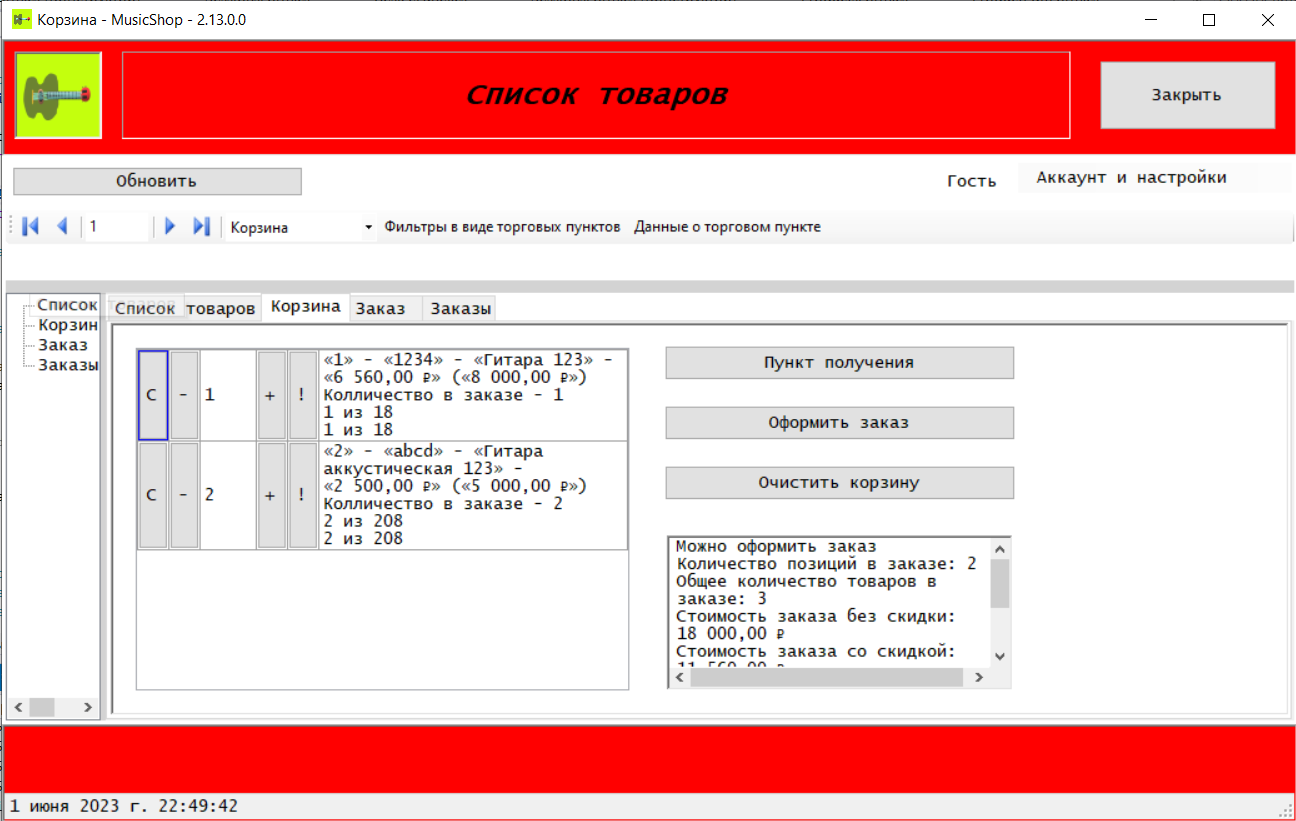 Корзина - MusicShop - 2.13.0.0
Список товаров
Закрыть
Обновить
Гость
Аккаунт и настройки
1
Корзина
Фильтры в виде торговых пунктов
Данные о торговом пункте
Список товаров
Корзин
Заказ
Заказы
Список товаров
Корзина
Заказ
Заказы
С
-
1
+
!
«1» - «1234» - «Гитара 123» -
«6 560,00 ₽» («8 000,00 ₽»)
Колличество в заказе - 1
1 из 18
1 из 18
С
-
2
+
!
«2» - «abcd» - «Гитара
аккустическая 123» -
«2 500,00 ₽» («5 000,00 ₽»)
Колличество в заказе - 2
2 из 208
2 из 208
Пункт получения
Оформить заказ
Очистить корзину
Можно оформить заказ
Количество позиций в заказе: 2
Общее количество товаров в
заказе: 3
Стоимость заказа без скидки:
18 000,00 ₽
Стоимость заказа со скидкой:
11 560,00 ₽
1 июня 2023 г. 22:49:42